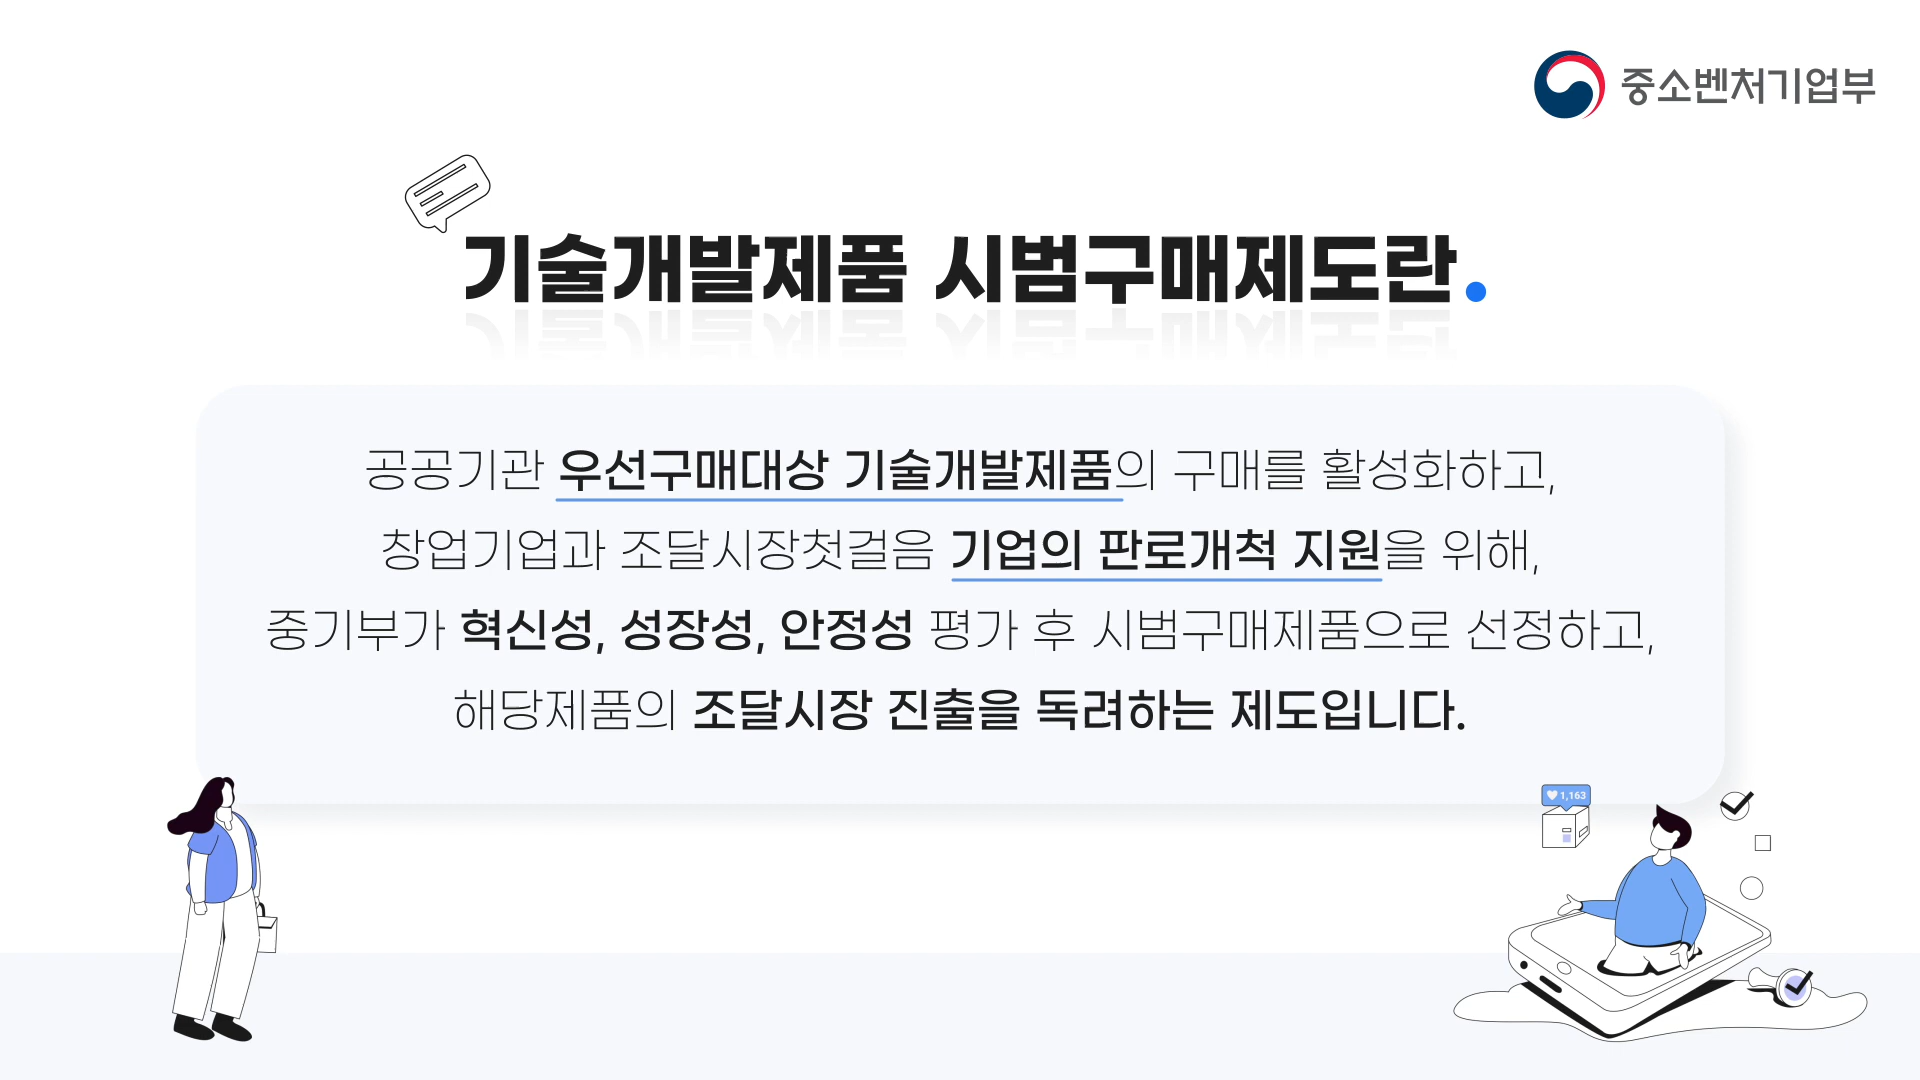 중소벤처기업부
기술개발제품 시범구매제도란.
공공기관 우선구매대상 기술개발제품의 구매를 활성화하고,
창업기업과 조달시장첫걸음 기업의 판로개척 지원을 위해,
중기부가 혁신성, 성장성, 안정성 평가 후 시범구매제품으로 선정하고,
해당제품의 조달시장 진출을 독려하는 제도입니다.
1,163